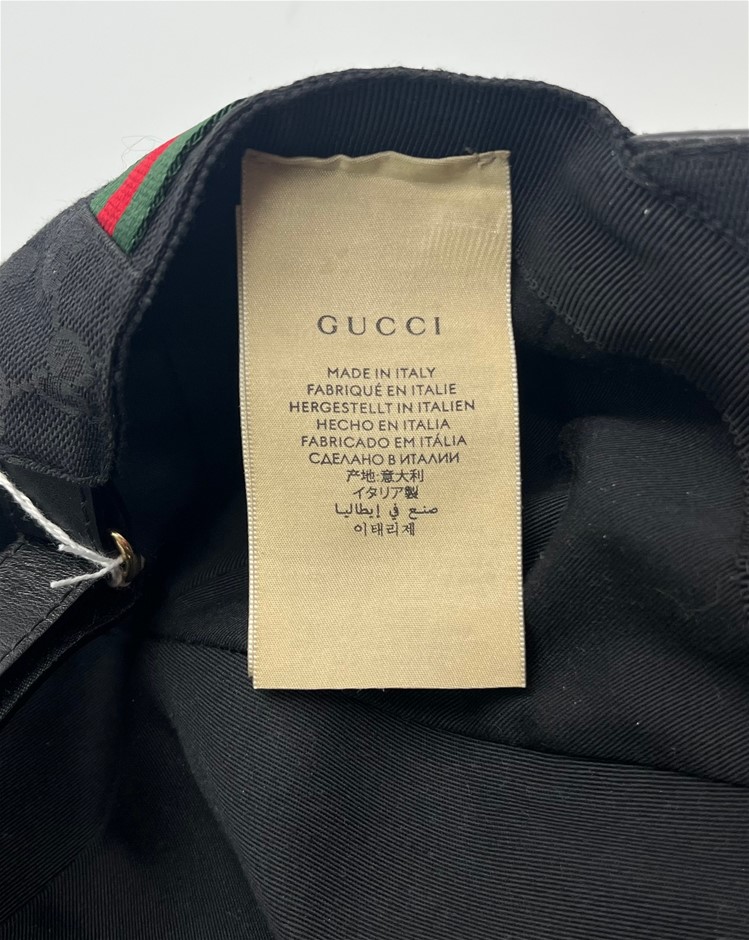 GUCCI
MADE IN ITALY
FABRIQUÉ EN ITALIE
HERGESTELLT IN ITALIEN
HECHO EN ITALIA
FABRICADO EM ITÁLIA
СДЕЛАНО В ИТАЛИИ
产地:意大利
イタリア製
صنع في إيطاليا
이태리제